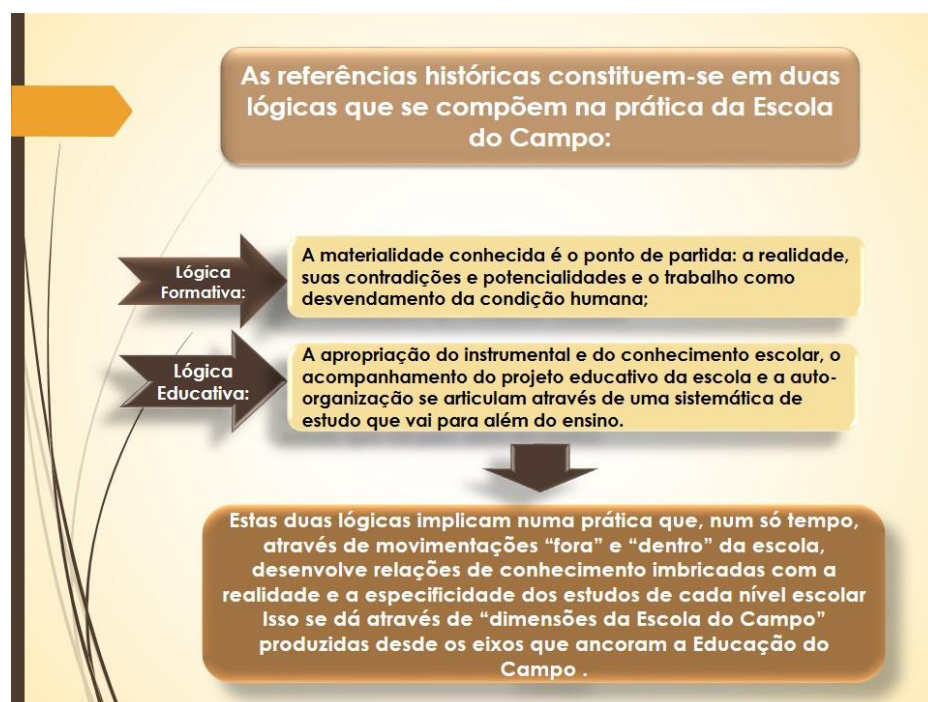 As referências históricas constituem-se em duas
lógicas que se compõem na prática da Escola
do Campo:
Lógica
Formativa:
A materialidade conhecida é o ponto de partida: a realidade,
suas contradições e potencialidades e o trabalho como
desvendamento da condição humana;
Lógica
Educativa:
A apropriação do instrumental e do conhecimento escolar, o
acompanhamento do projeto educativo da escola e a auto-
organização se articulam através de uma sistemática de
estudo que vai para além do ensino.
Estas duas lógicas implicam numa prática que, num só tempo,
através de movimentações “fora” e “dentro” da escola,
desenvolve relações de conhecimento imbricadas com a
realidade e a especificidade dos estudos de cada nível escolar
Isso se dá através de “dimensões da Escola do Campo”
produzidas desde os eixos que ancoram a Educação do
Campo .